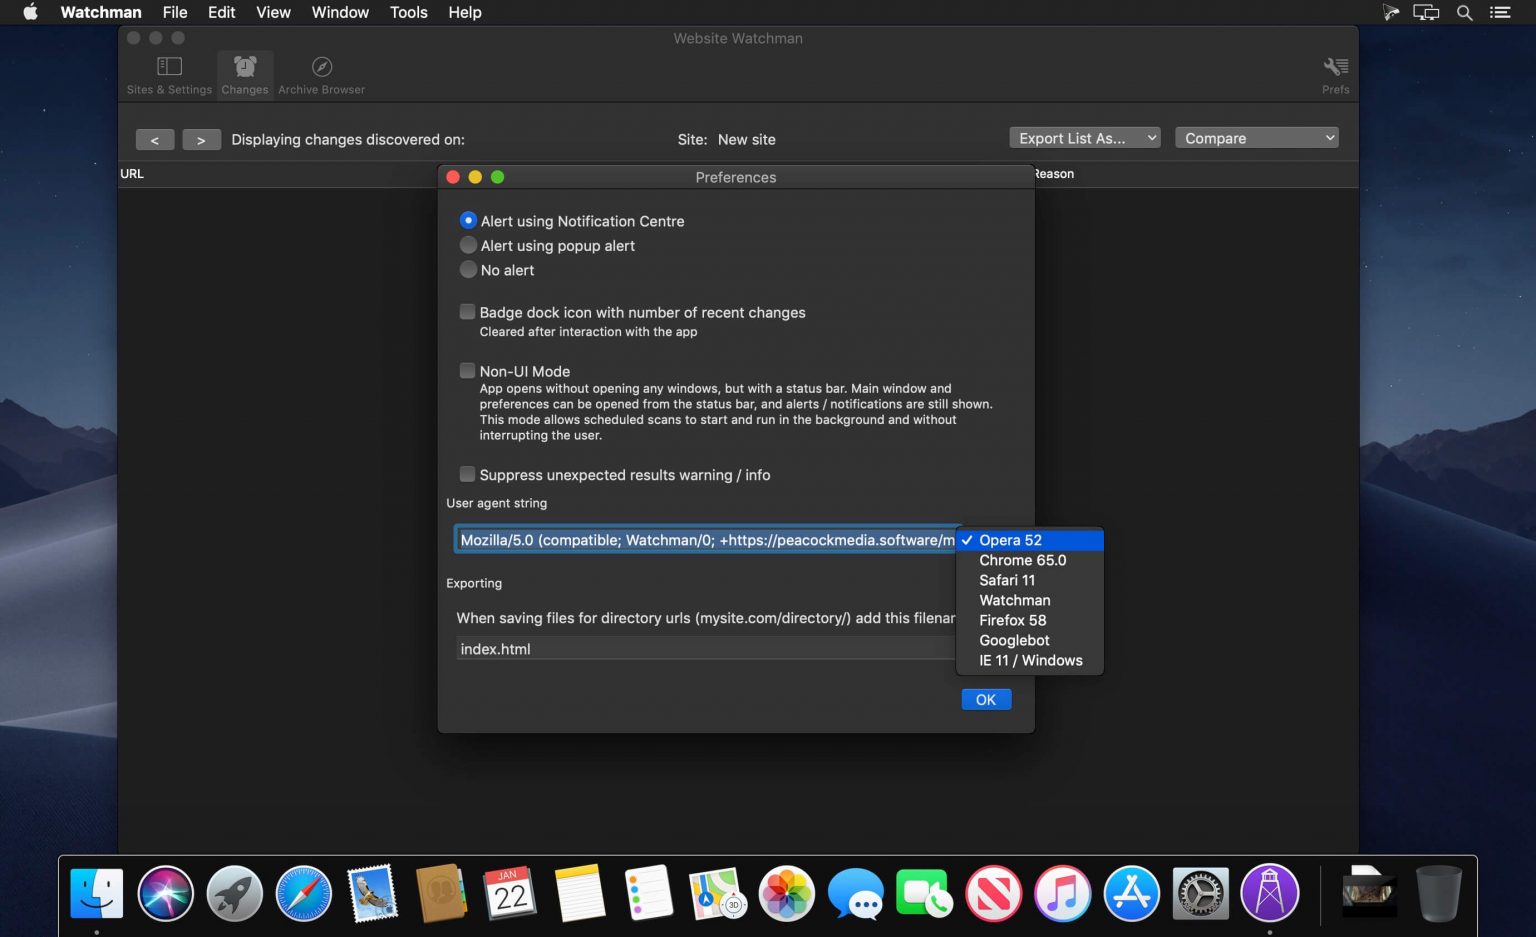 Watchman File Edit View Window Tools Help
Website Watchman
Sites & Settings Changes Archive Browser Prefs
< > Displaying changes discovered on: Site: New site Export List As... Compare
URL Reason
Preferences
Alert using Notification Centre
Alert using popup alert
No alert
Badge dock icon with number of recent changes
Cleared after interaction with the app
Non-UI Mode
App opens without opening any windows, but with a status bar. Main window and
preferences can be opened from the status bar, and alerts / notifications are still shown.
This mode allows scheduled scans to start and run in the background and without
interrupting the user.
Suppress unexpected results warning / info
User agent string
Mozilla/5.0 (compatible; Watchman/0; +https://peacockmedia.software/m
✓ Opera 52
Chrome 65.0
Safari 11
Watchman
Firefox 58
Googlebot
IE 11 / Windows
Exporting
When saving files for directory urls (mysite.com/directory/) add this filenam
index.html
OK
JAN
22
3D